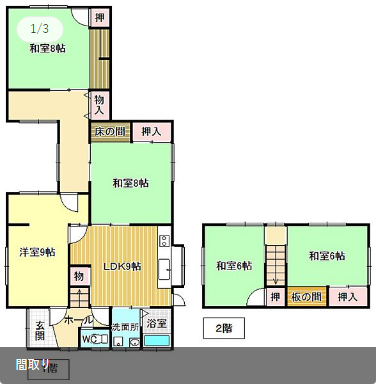 1/3
押
和室8帖
物入
床の間
押入
和室8帖
洋室9帖
LDK9帖
物
和室6帖
和室6帖
押
板の間
押入
玄関
ホール
W
洗面所
浴室
2階
間取り
1階